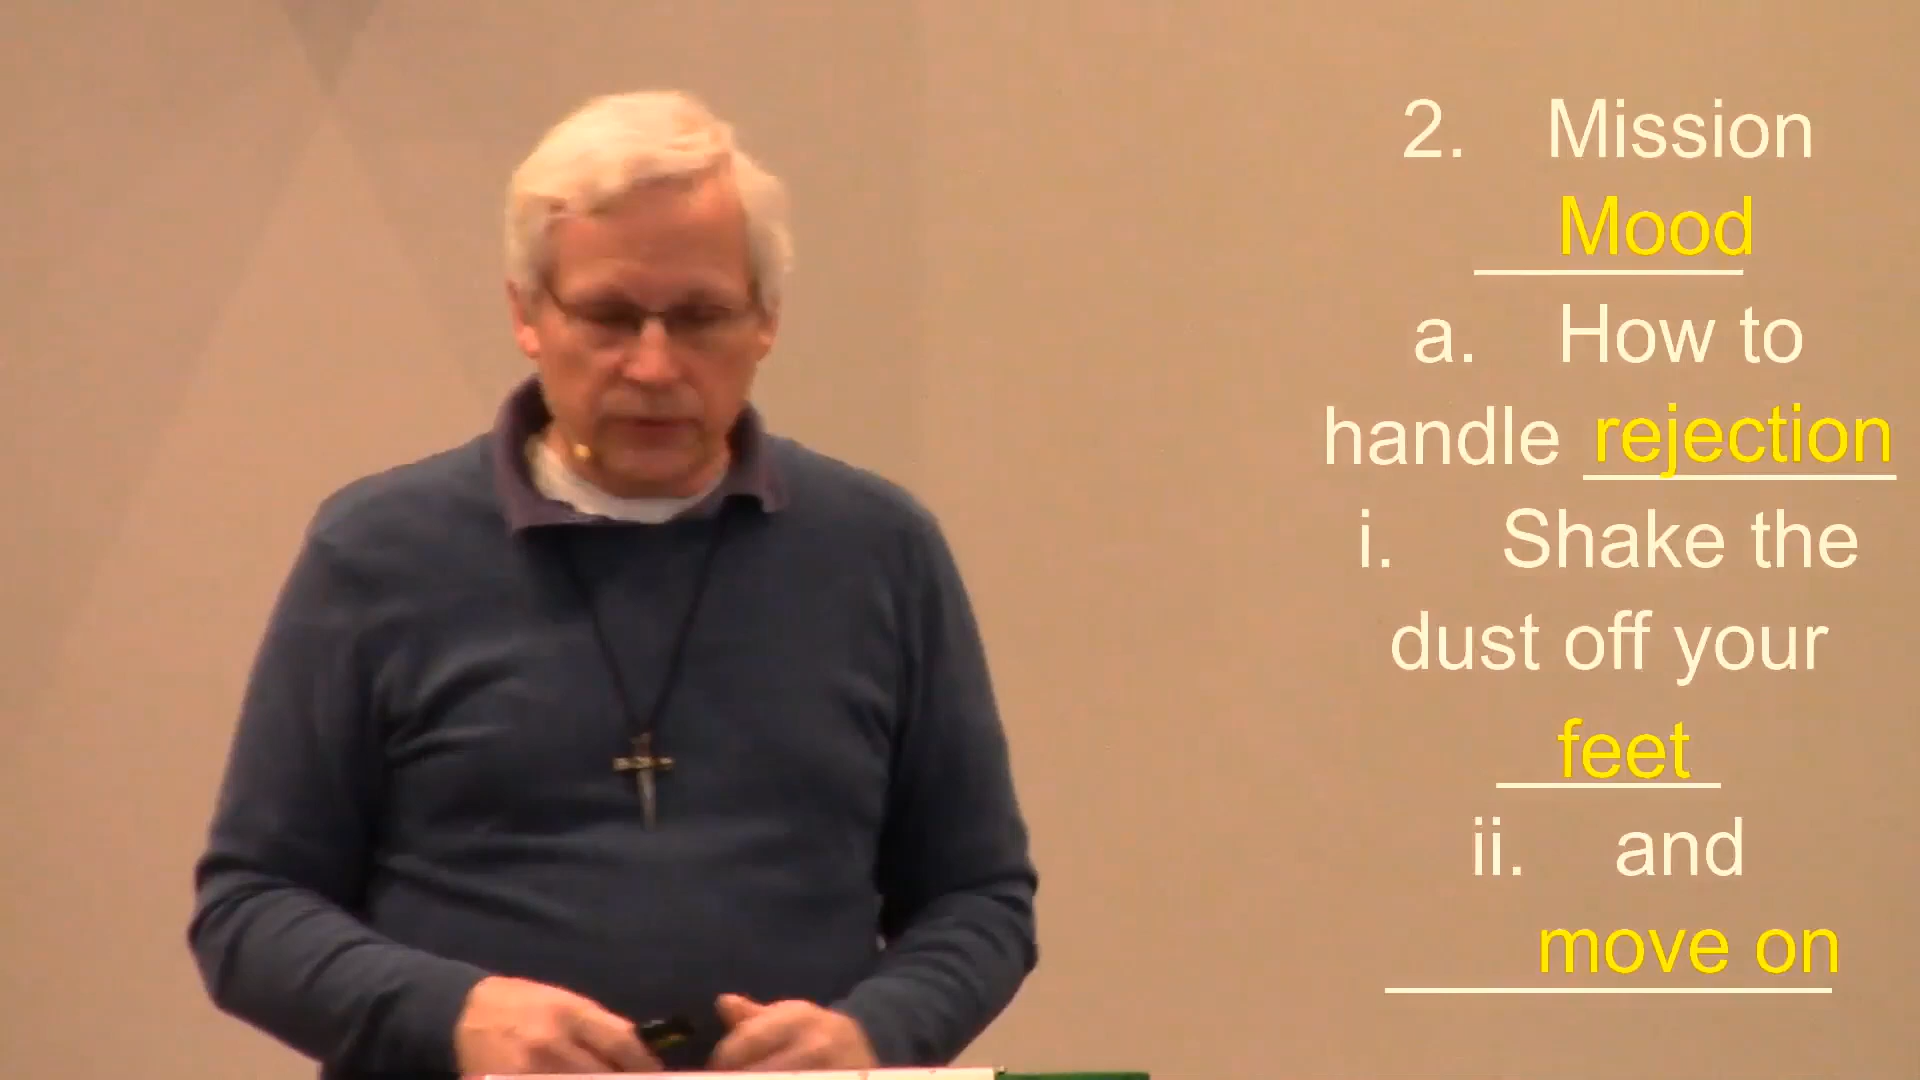 2. Mission
Mood
a. How to
handle rejection
i. Shake the
dust off your
feet
ii. and
move on